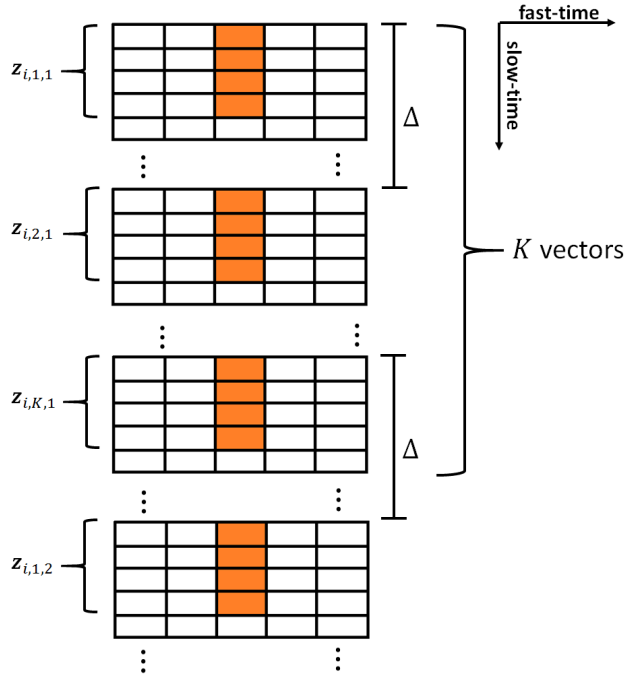 fast-time
slow-time
z_{i,1,1}
Δ
z_{i,2,1}
K vectors
z_{i,K,1}
Δ
z_{i,1,2}